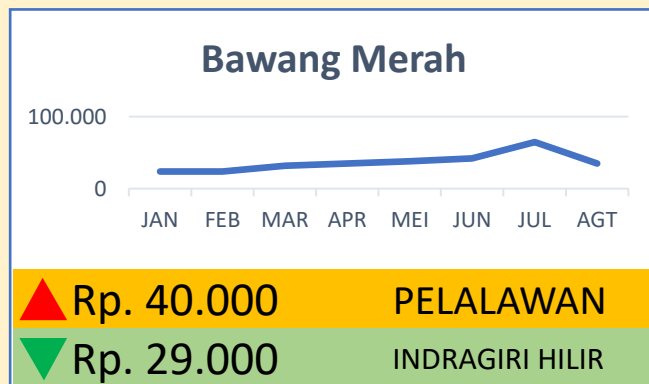 Bawang Merah
100.000
0
JAN FEB MAR APR MEI JUN JUL AGT
Rp. 40.000 PELALAWAN
Rp. 29.000 INDRAGIRI HILIR